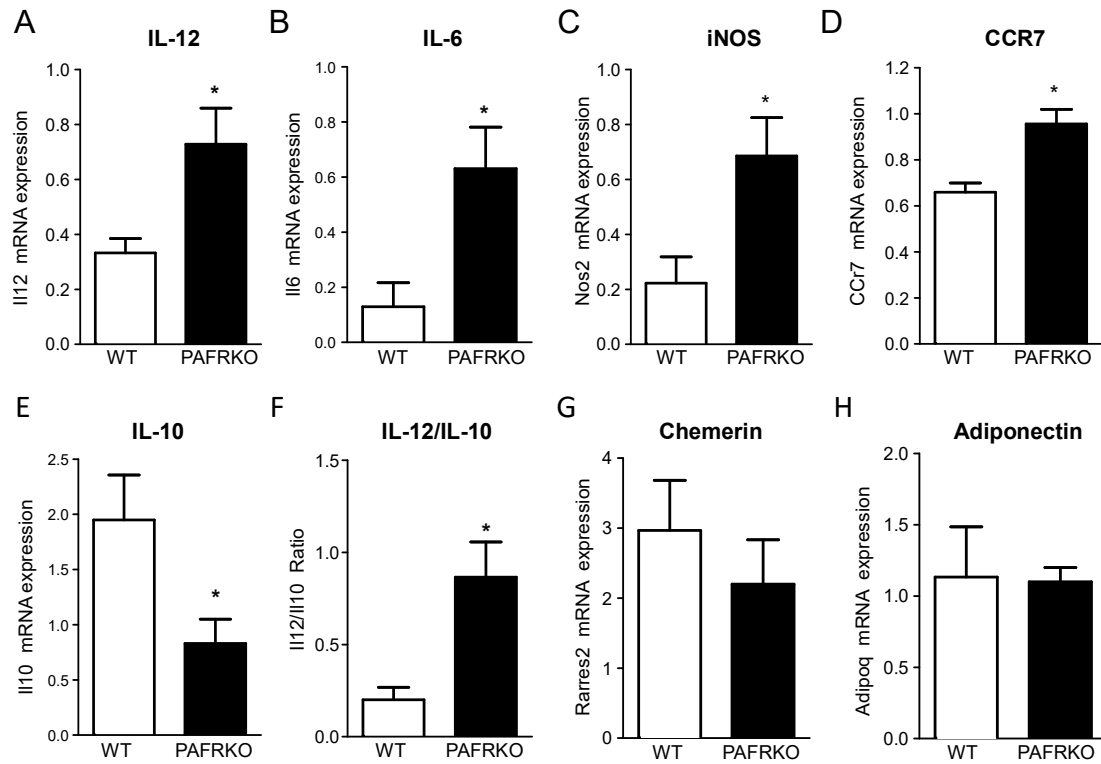 A
IL-12
Il12 mRNA expression
1.0
0.8
0.6
0.4
0.2
0.0
*
WT
PAFRKO
B
IL-6
Il6 mRNA expression
1.0
0.8
0.6
0.4
0.2
0.0
*
WT
PAFRKO
C
iNOS
Nos2 mRNA expression
1.0
0.8
0.6
0.4
0.2
0.0
*
WT
PAFRKO
D
CCR7
CCr7 mRNA expression
1.2
1.0
0.8
0.6
0.4
0.2
0.0
*
WT
PAFRKO
E
IL-10
Il10 mRNA expression
2.5
2.0
1.5
1.0
0.5
0.0
*
WT
PAFRKO
F
IL-12/IL-10
Il12/Il10 Ratio
1.5
1.0
0.5
0.0
*
WT
PAFRKO
G
Chemerin
Rarres2 mRNA expression
4
3
2
1
0
WT
PAFRKO
H
Adiponectin
Adipoq mRNA expression
2.0
1.5
1.0
0.5
0.0
WT
PAFRKO